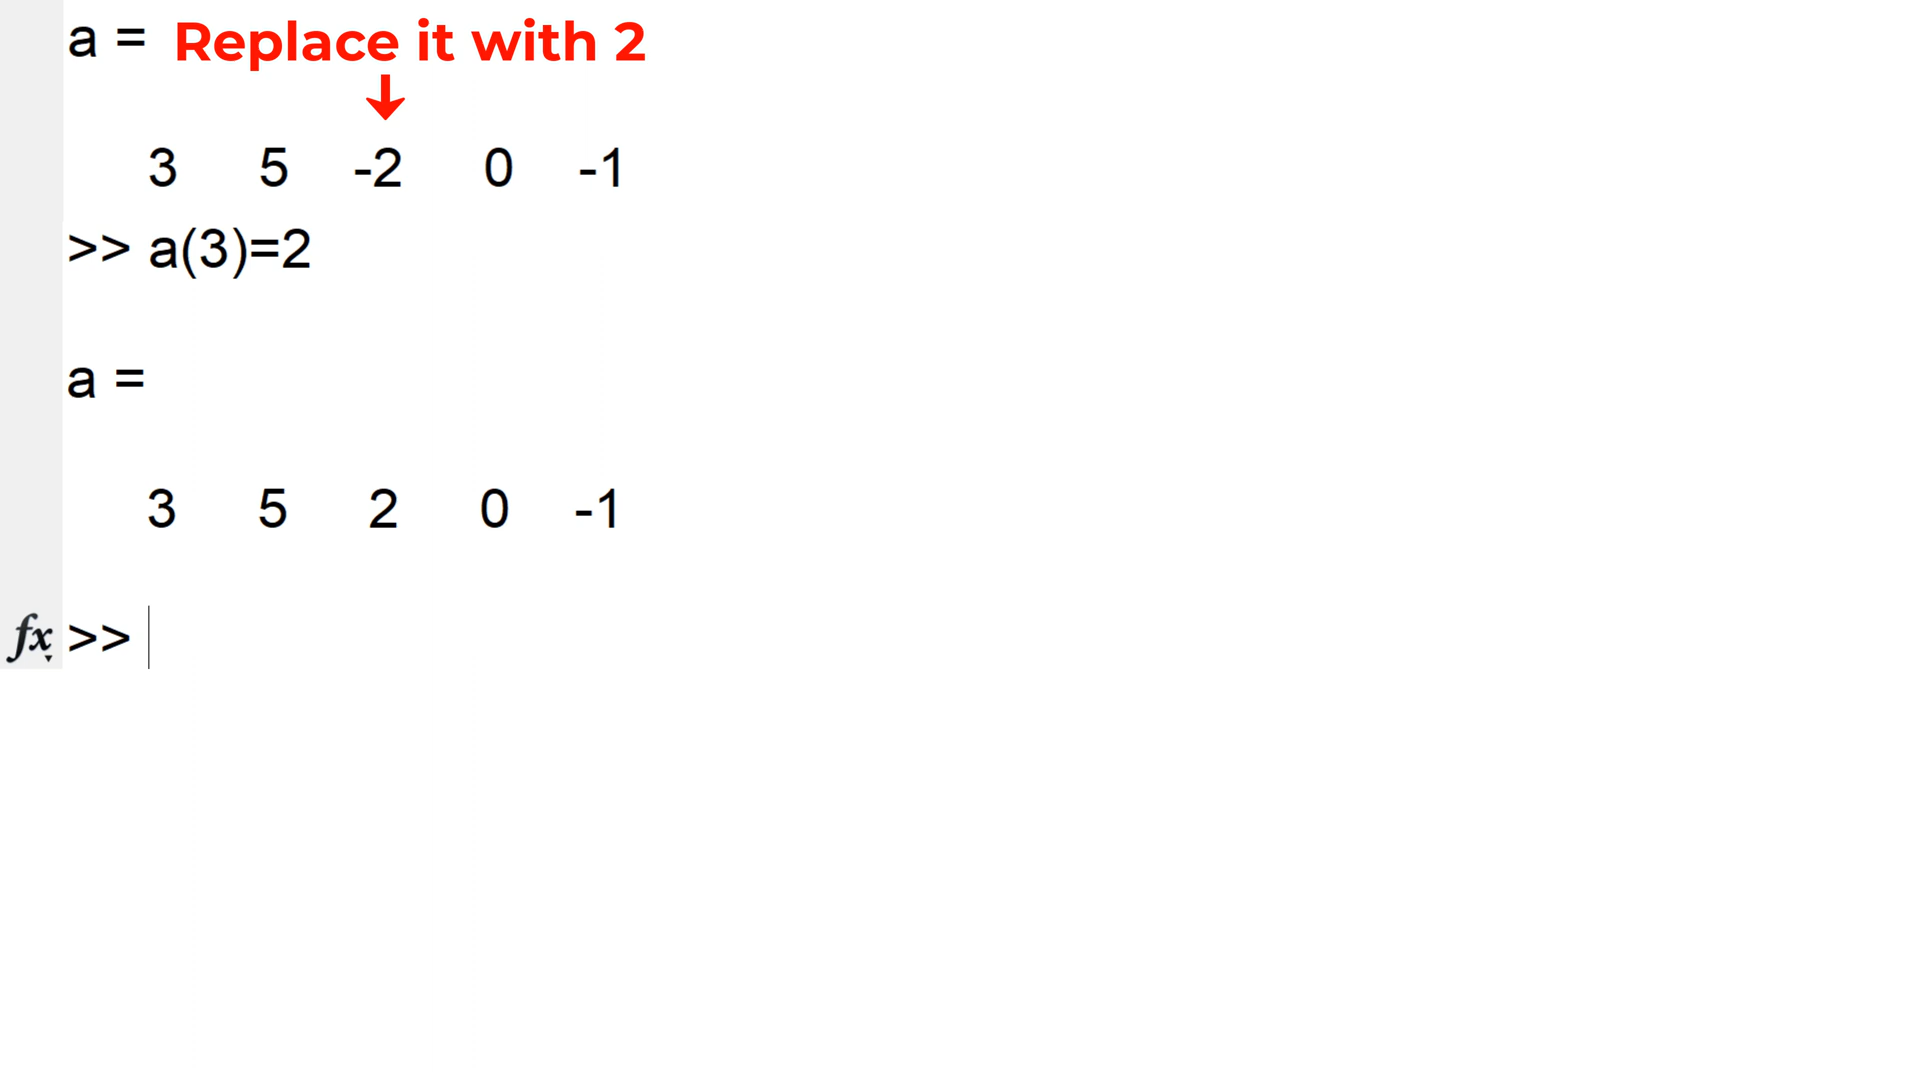 a = Replace it with 2
3 5 -2 0 -1
>> a(3)=2
a =
3 5 2 0 -1
fx >>